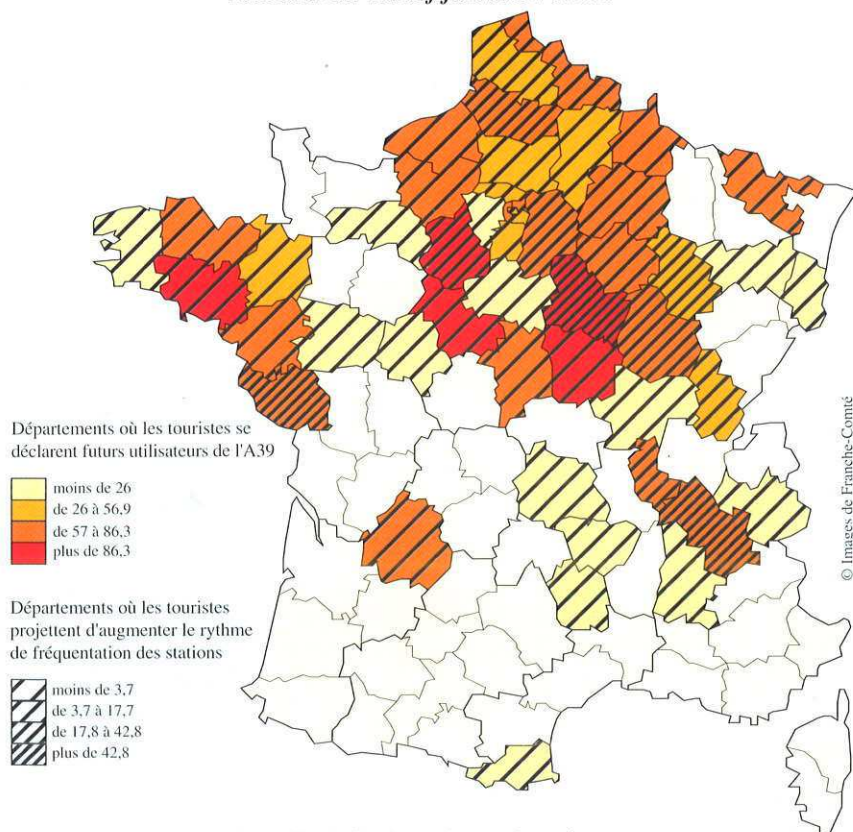 Départements où les touristes se
déclarent futurs utilisateurs de l'A39
moins de 26
de 26 à 56,9
de 57 à 86,3
plus de 86,3
Départements où les touristes
projettent d'augmenter le rythme
de fréquentation des stations
moins de 3,7
de 3,7 à 17,7
de 17,8 à 42,8
plus de 42,8
© Images de Franche-Comté